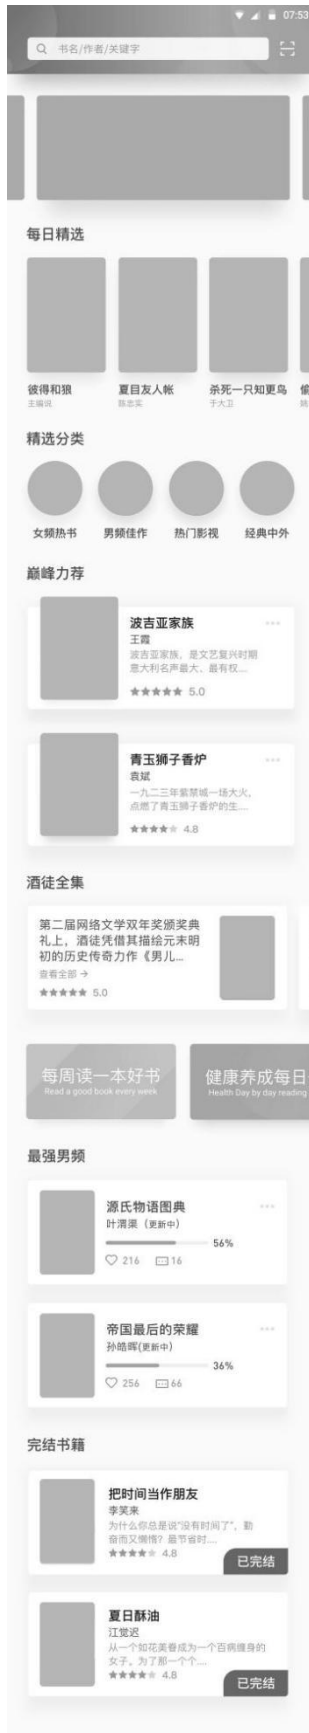 07:53
书名/作者/关键字
每日精选
彼得和狼
主编说
夏目友人帐
陈忠实
杀死一只知更鸟
于大卫
精选分类
女频热书
男频佳作
热门影视
经典中外
巅峰力荐
波吉亚家族
王霞
波吉亚家族，是文艺复兴时期
意大利名声最大、最有权...
5.0
青玉狮子香炉
袁斌
一九二三年紫禁城一场大火，
点燃了青玉狮子香炉的生...
4.8
酒徒全集
第二届网络文学双年奖颁奖典
礼上，酒徒凭借其描绘元末明
初的历史传奇力作《男儿...
查看全部
5.0
每周读一本好书
Read a good book every week
健康养成每日
Health Day by day reading
最强男频
源氏物语图典
叶渭渠（更新中）
56%
216
16
帝国最后的荣耀
孙皓晖(更新中)
36%
256
66
完结书籍
把时间当作朋友
李笑来
为什么你总是说“没有时间了”，勤
奋而又懒惰？最节省时....
4.8
已完结
夏日酥油
江觉迟
从一个如花美眷成为一个百病缠身的
女子。为了那一个个....
4.8
已完结